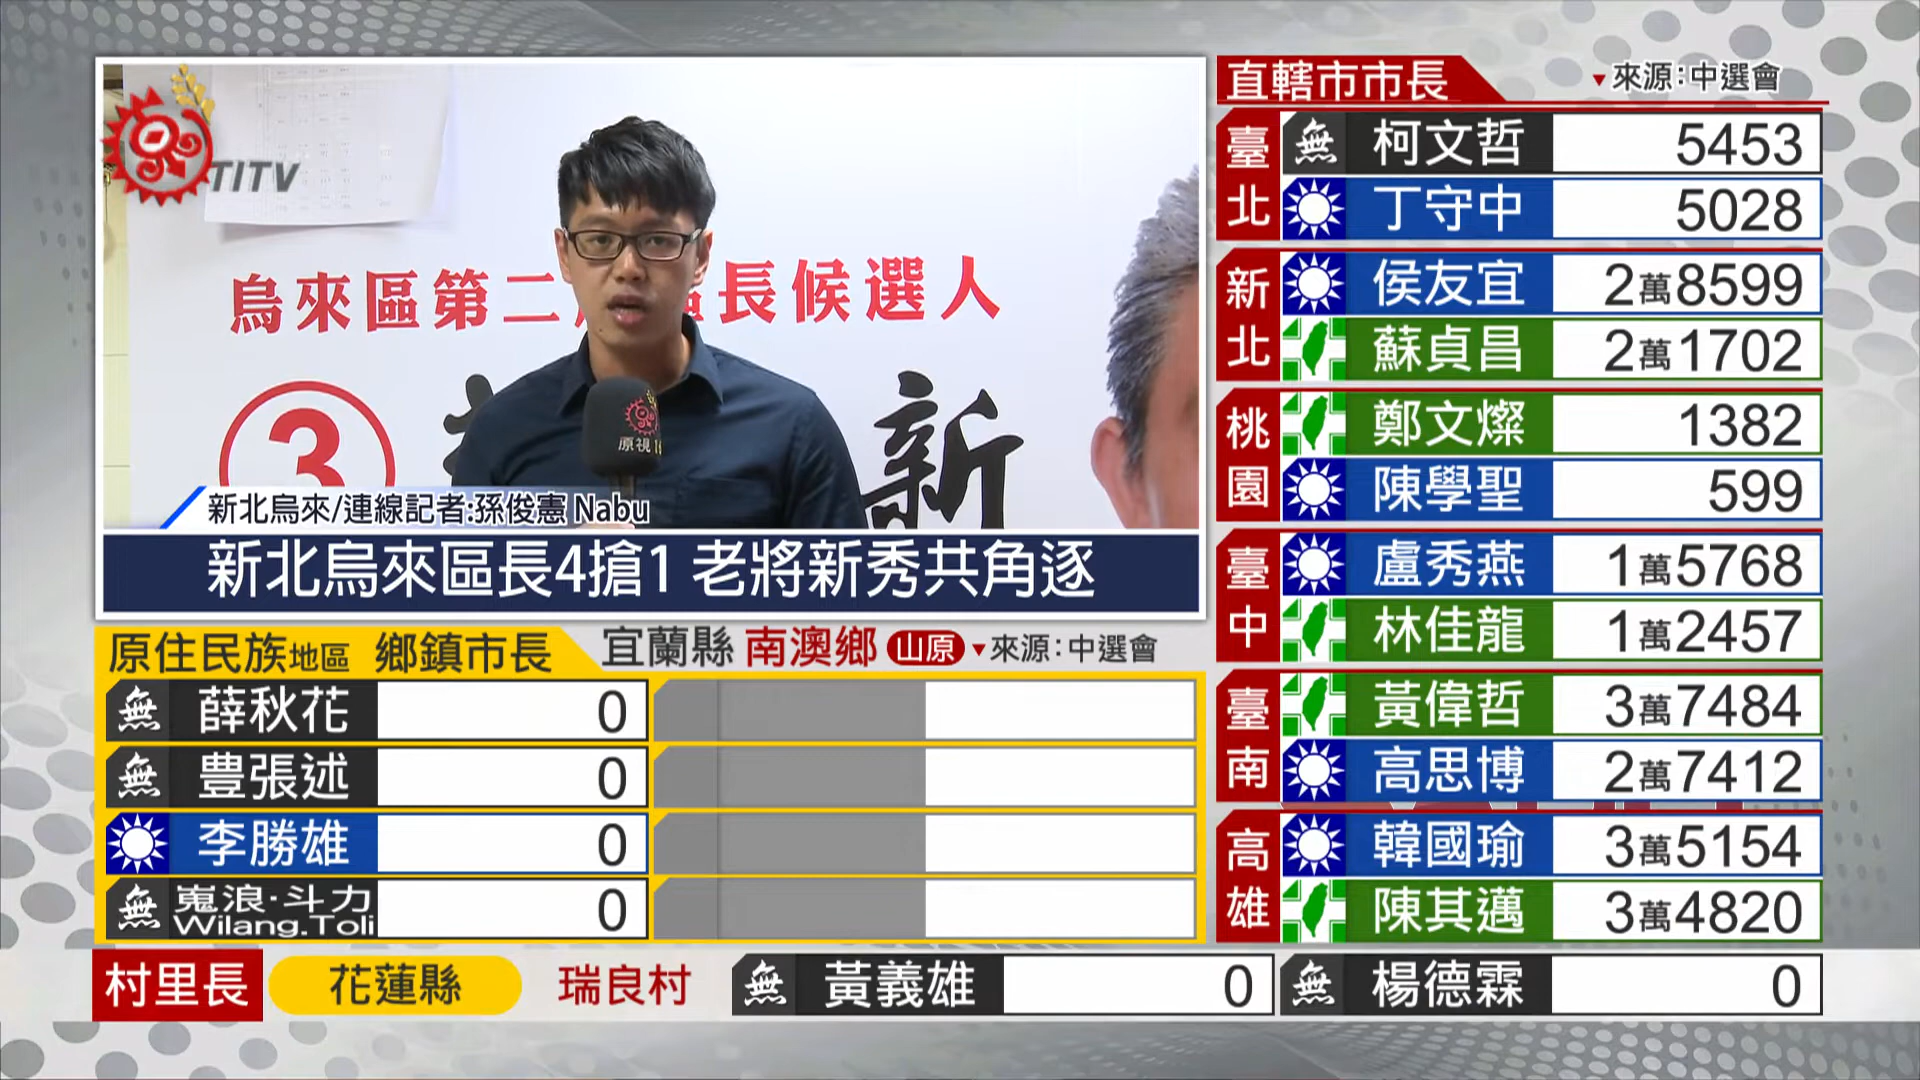 TITV
烏來區第二 區長候選人
3
新
原視
新北烏來/連線記者:孫俊憲 Nabu
新北烏來區長4搶1 老將新秀共角逐
直轄市市長 來源:中選會
臺北 無 柯文哲 5453
丁守中 5028
新北 侯友宜 2萬8599
蘇貞昌 2萬1702
桃園 鄭文燦 1382
陳學聖 599
臺中 盧秀燕 1萬5768
林佳龍 1萬2457
臺南 黃偉哲 3萬7484
高思博 2萬7412
高雄 韓國瑜 3萬5154
陳其邁 3萬4820
原住民族地區 鄉鎮市長 宜蘭縣 南澳鄉 山原 來源:中選會
無 薛秋花 0
無 豊張述 0
李勝雄 0
無 嵬浪·斗力 Wilang.Toli 0
村里長 花蓮縣 瑞良村 無 黃義雄 0 無 楊德霖 0